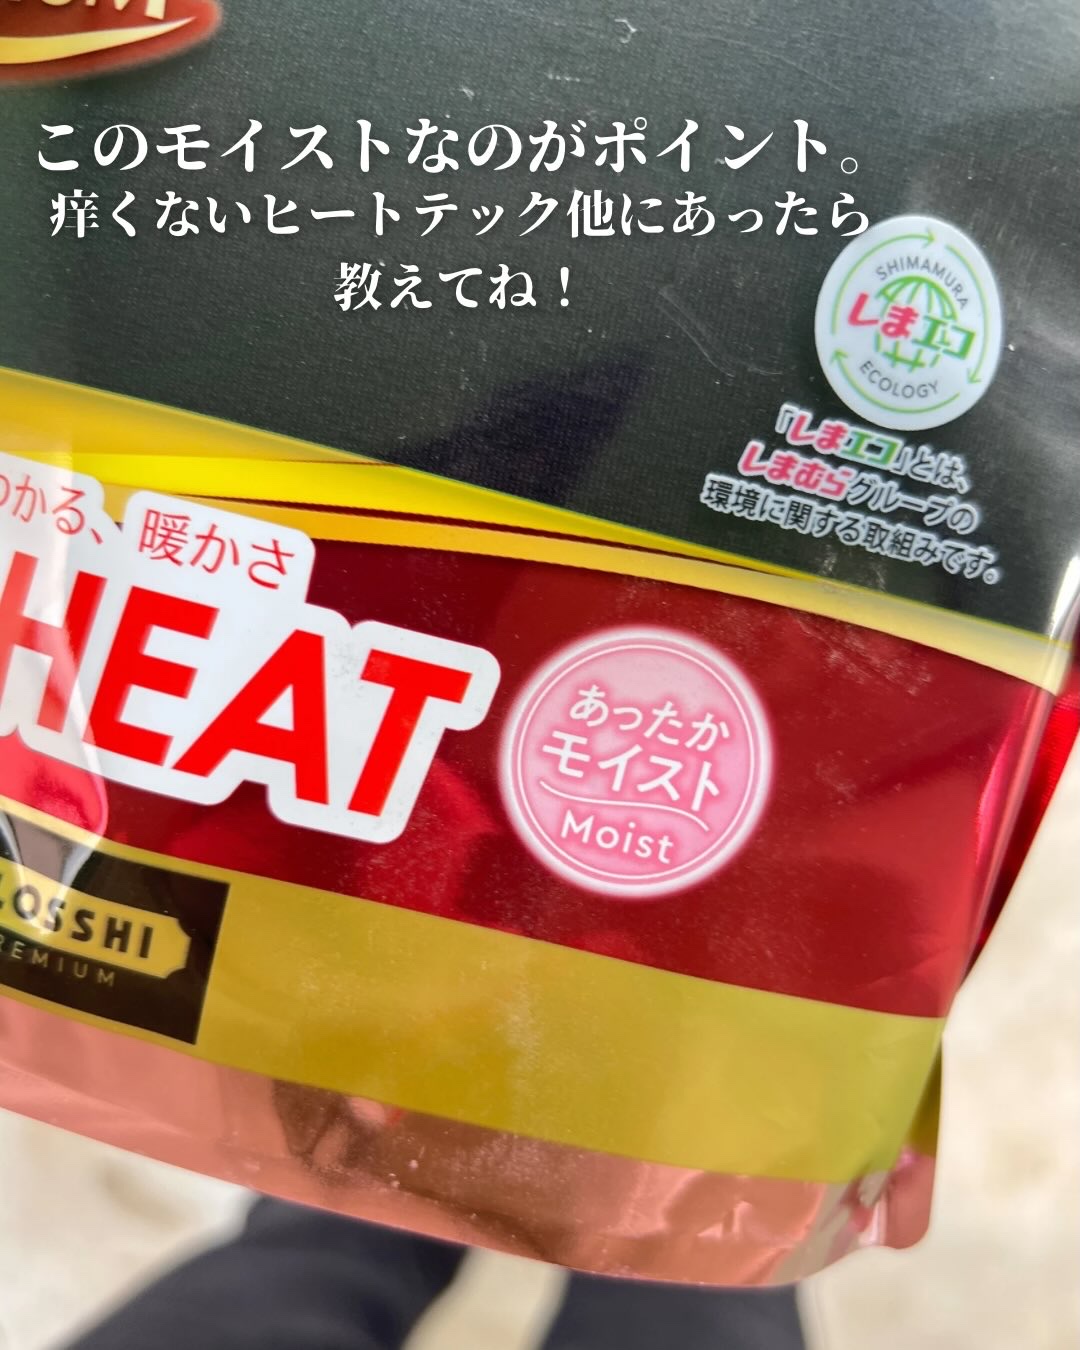 このモイストなのがポイント。
痒くないヒートテック他にあったら
教えてね！
SHIMAMURA
しまエコ
ECOLOGY
「しまエコ」とは、
しまむらグループの
環境に関する取組みです。
わかる、暖かさ
HEAT
あったか
モイスト
Moist
LOSSHI
PREMIUM